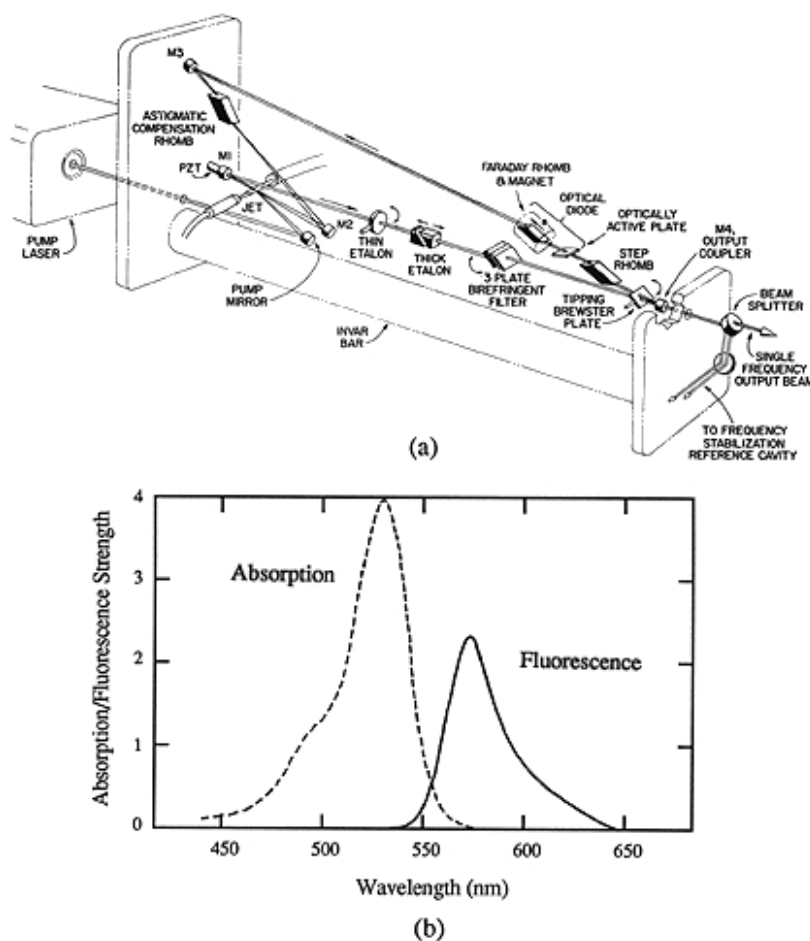 M3
ASTIGMATIC
COMPENSATION
RHOMB
M1
PZT
JET
M2
PUMP
LASER
PUMP
MIRROR
THIN
ETALON
THICK
ETALON
INVAR
BAR
3 PLATE
BIREFRINGENT
FILTER
FARADAY RHOMB
& MAGNET
OPTICAL
DIODE
OPTICALLY
ACTIVE PLATE
STEP
RHOMB
M4,
OUTPUT
COUPLER
TIPPING
BREWSTER
PLATE
BEAM
SPLITTER
SINGLE
FREQUENCY
OUTPUT BEAM
TO FREQUENCY
STABILIZATION
REFERENCE CAVITY
(a)
Absorption/Fluorescence Strength
4
3
2
1
0
Absorption
Fluorescence
450
500
550
600
650
Wavelength (nm)
(b)